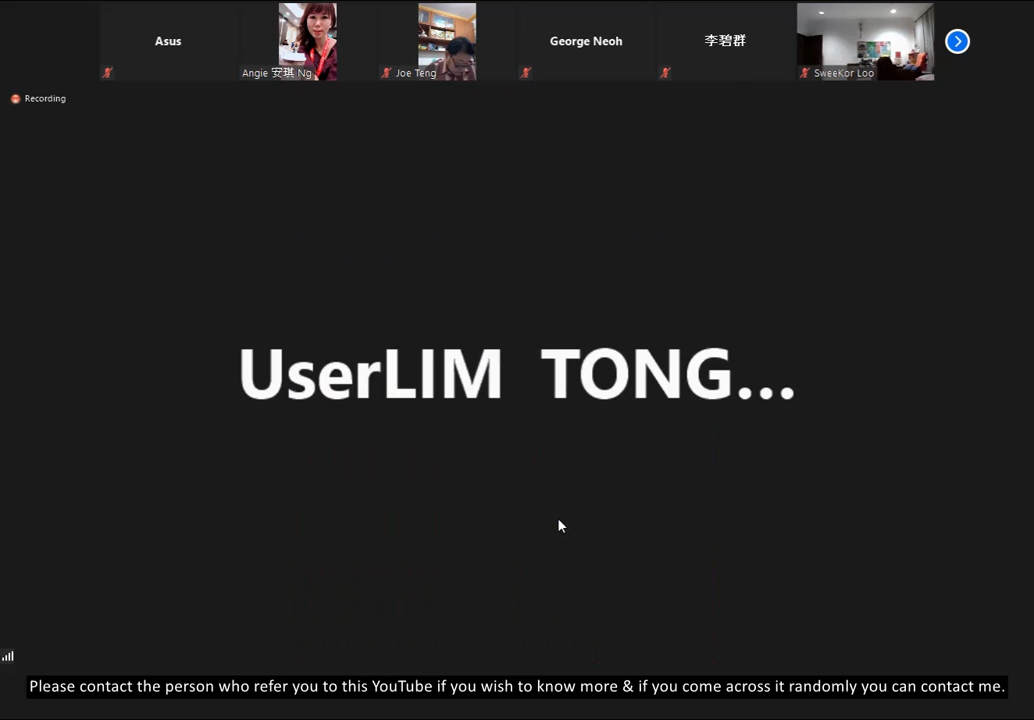 Asus
Angie 安琪 Ng
Joe Teng
George Neoh
李碧群
SweeKor Loo
Recording
UserLIM TONG...
Please contact the person who refer you to this YouTube if you wish to know more & if you come across it randomly you can contact me.